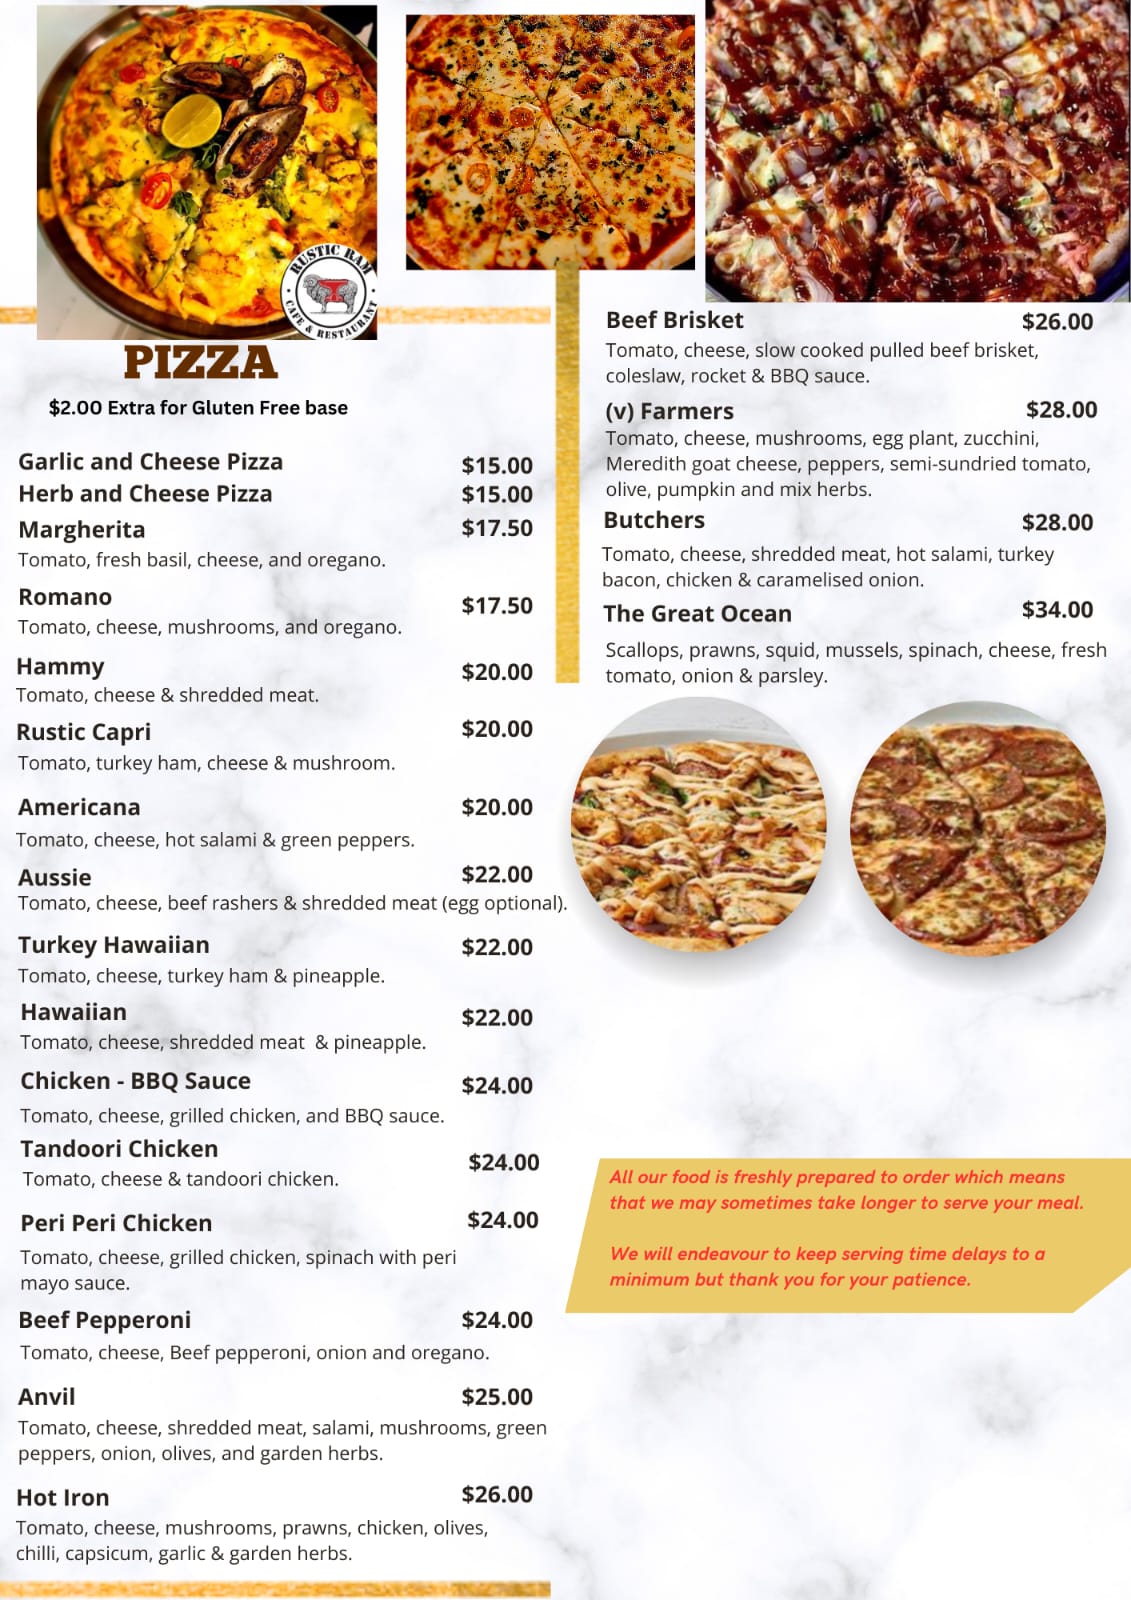 RUSTIC RAM
CAFE & RESTAURANT
PIZZA
$2.00 Extra for Gluten Free base
Garlic and Cheese Pizza $15.00
Herb and Cheese Pizza $15.00
Margherita $17.50
Tomato, fresh basil, cheese, and oregano.
Romano $17.50
Tomato, cheese, mushrooms, and oregano.
Hammy $20.00
Tomato, cheese & shredded meat.
Rustic Capri $20.00
Tomato, turkey ham, cheese & mushroom.
Americana $20.00
Tomato, cheese, hot salami & green peppers.
Aussie $22.00
Tomato, cheese, beef rashers & shredded meat (egg optional).
Turkey Hawaiian $22.00
Tomato, cheese, turkey ham & pineapple.
Hawaiian $22.00
Tomato, cheese, shredded meat & pineapple.
Chicken - BBQ Sauce $24.00
Tomato, cheese, grilled chicken, and BBQ sauce.
Tandoori Chicken $24.00
Tomato, cheese & tandoori chicken.
Peri Peri Chicken $24.00
Tomato, cheese, grilled chicken, spinach with peri
mayo sauce.
Beef Pepperoni $24.00
Tomato, cheese, Beef pepperoni, onion and oregano.
Anvil $25.00
Tomato, cheese, shredded meat, salami, mushrooms, green
peppers, onion, olives, and garden herbs.
Hot Iron $26.00
Tomato, cheese, mushrooms, prawns, chicken, olives,
chilli, capsicum, garlic & garden herbs.
Beef Brisket $26.00
Tomato, cheese, slow cooked pulled beef brisket,
coleslaw, rocket & BBQ sauce.
(v) Farmers $28.00
Tomato, cheese, mushrooms, egg plant, zucchini,
Meredith goat cheese, peppers, semi-sundried tomato,
olive, pumpkin and mix herbs.
Butchers $28.00
Tomato, cheese, shredded meat, hot salami, turkey
bacon, chicken & caramelised onion.
The Great Ocean $34.00
Scallops, prawns, squid, mussels, spinach, cheese, fresh
tomato, onion & parsley.
All our food is freshly prepared to order which means
that we may sometimes take longer to serve your meal.
We will endeavour to keep serving time delays to a
minimum but thank you for your patience.